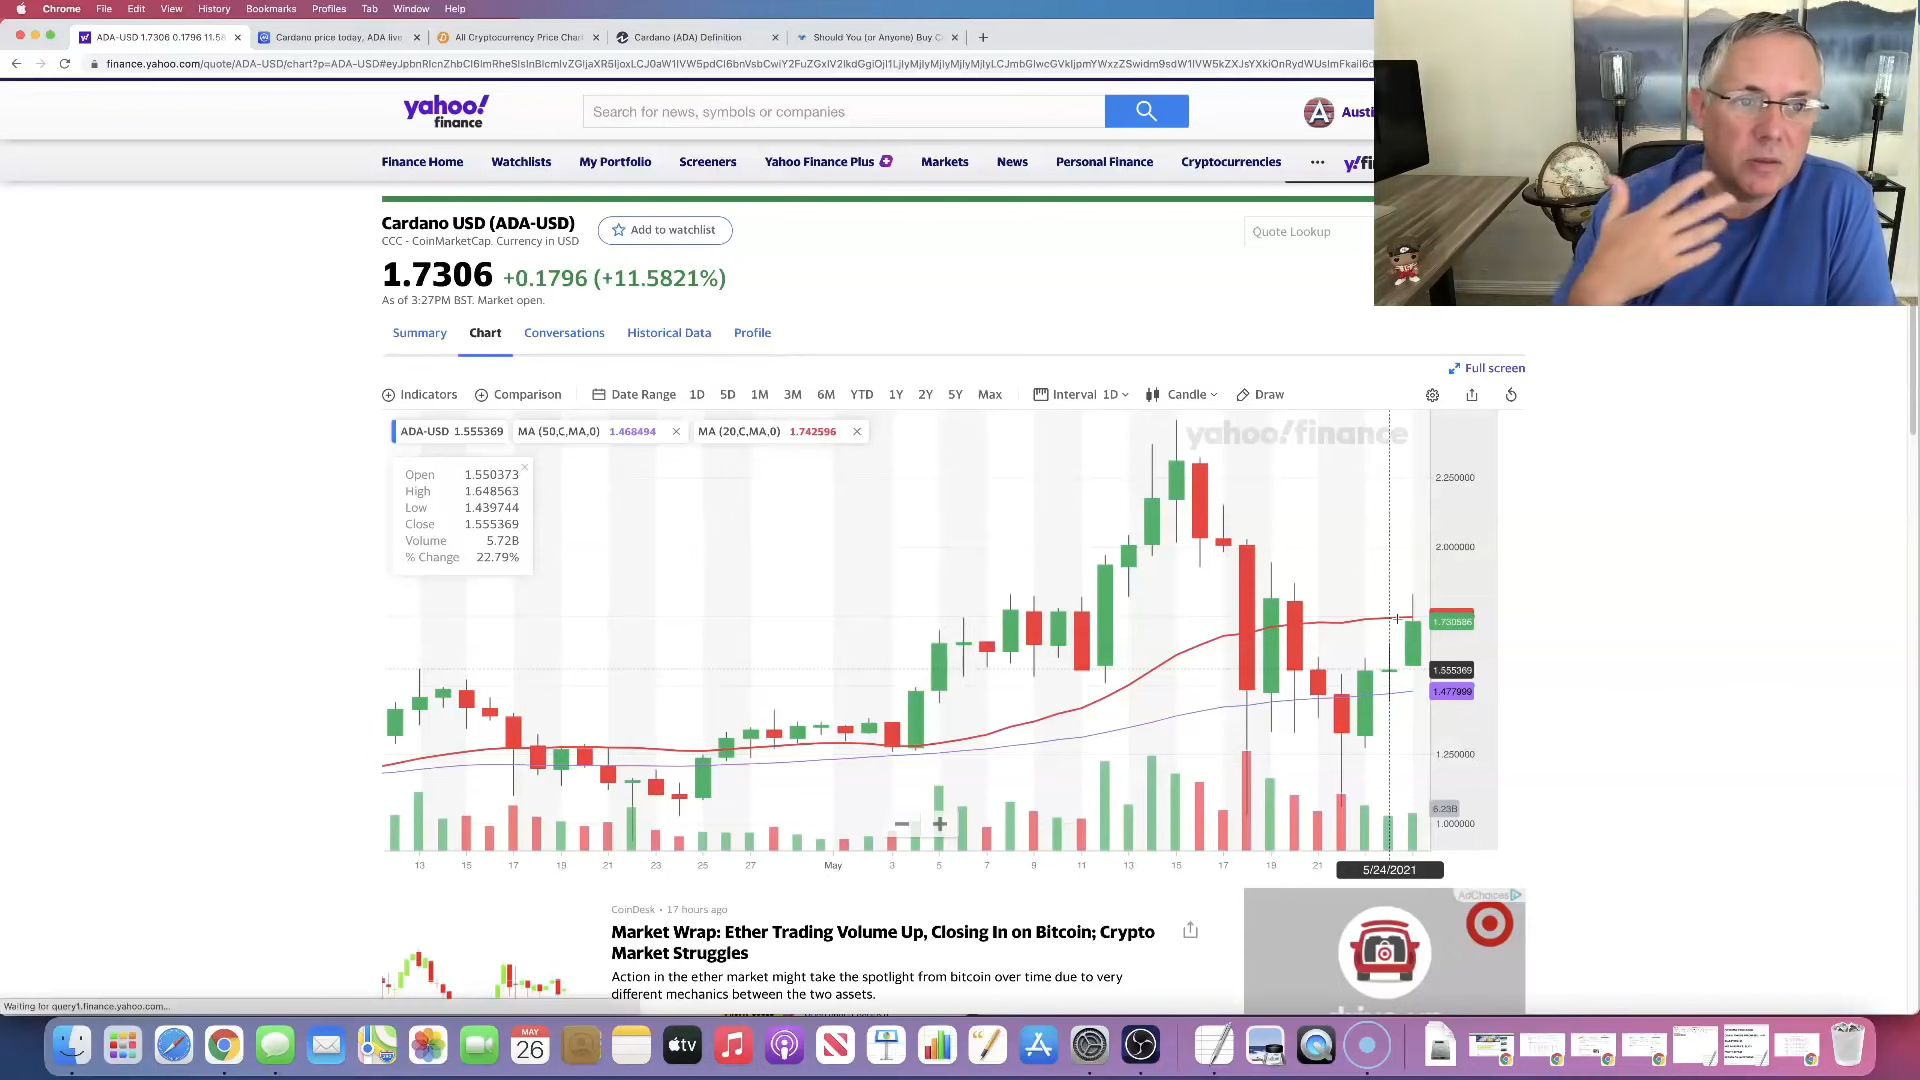 Chrome File Edit View History Bookmarks Profiles Tab Window Help
ADA-USD 1.7306 0.1796 11.58
Cardano price today, ADA live
All Cryptocurrency Price Char
Cardano (ADA) Definition
Should You (or Anyone) Buy C
yahoo!
finance
Search for news, symbols or companies
Austi
Finance Home Watchlists My Portfolio Screeners Yahoo Finance Plus Markets News Personal Finance Cryptocurrencies ... y!fi
Cardano USD (ADA-USD)
Add to watchlist
Quote Lookup
CCC - CoinMarketCap. Currency in USD
1.7306 +0.1796 (+11.5821%)
As of 3:27PM BST. Market open.
Summary Chart Conversations Historical Data Profile
Full screen
Indicators Comparison Date Range 1D 5D 1M 3M 6M YTD 1Y 2Y 5Y Max Interval 1D Candle Draw
ADA-USD 1.555369 MA (50,C,MA,0) 1.468494 MA (20,C,MA,0) 1.742596
yahoo!finance
Open 1.550373
High 1.648563
Low 1.439744
Close 1.555369
Volume 5.72B
% Change 22.79%
2.250000
2.000000
1.730586
1.555369
1.477999
1.250000
6.23B
1.000000
13 15 17 19 21 23 25 27 May 3 5 7 9 11 13 15 17 19 21 5/24/2021
CoinDesk • 17 hours ago
AdChoices
Market Wrap: Ether Trading Volume Up, Closing In on Bitcoin; Crypto
Market Struggles
Action in the ether market might take the spotlight from bitcoin over time due to very
different mechanics between the two assets.
Waiting for query1.finance.yahoo.com...
MAY
26
tv